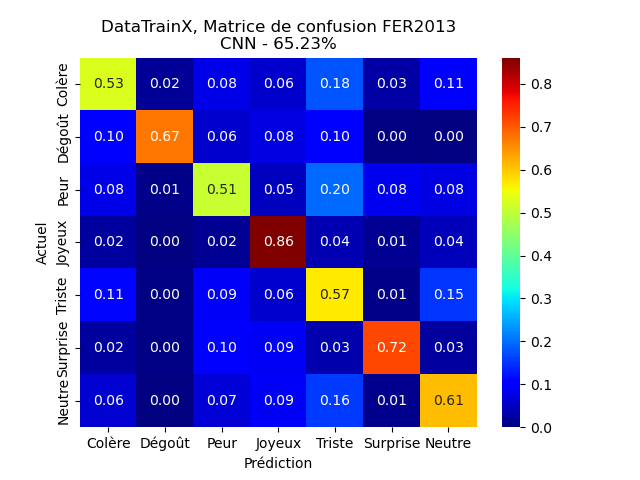 DataTrainX, Matrice de confusion FER2013
CNN - 65.23%
Colère 0.53 0.02 0.08 0.06 0.18 0.03 0.11
Dégoût 0.10 0.67 0.06 0.08 0.10 0.00 0.00
Peur 0.08 0.01 0.51 0.05 0.20 0.08 0.08
Joyeux 0.02 0.00 0.02 0.86 0.04 0.01 0.04
Triste 0.11 0.00 0.09 0.06 0.57 0.01 0.15
Surprise 0.02 0.00 0.10 0.09 0.03 0.72 0.03
Neutre 0.06 0.00 0.07 0.09 0.16 0.01 0.61
Actuel
Colère Dégoût Peur Joyeux Triste Surprise Neutre
Prédiction
0.8
0.7
0.6
0.5
0.4
0.3
0.2
0.1
0.0